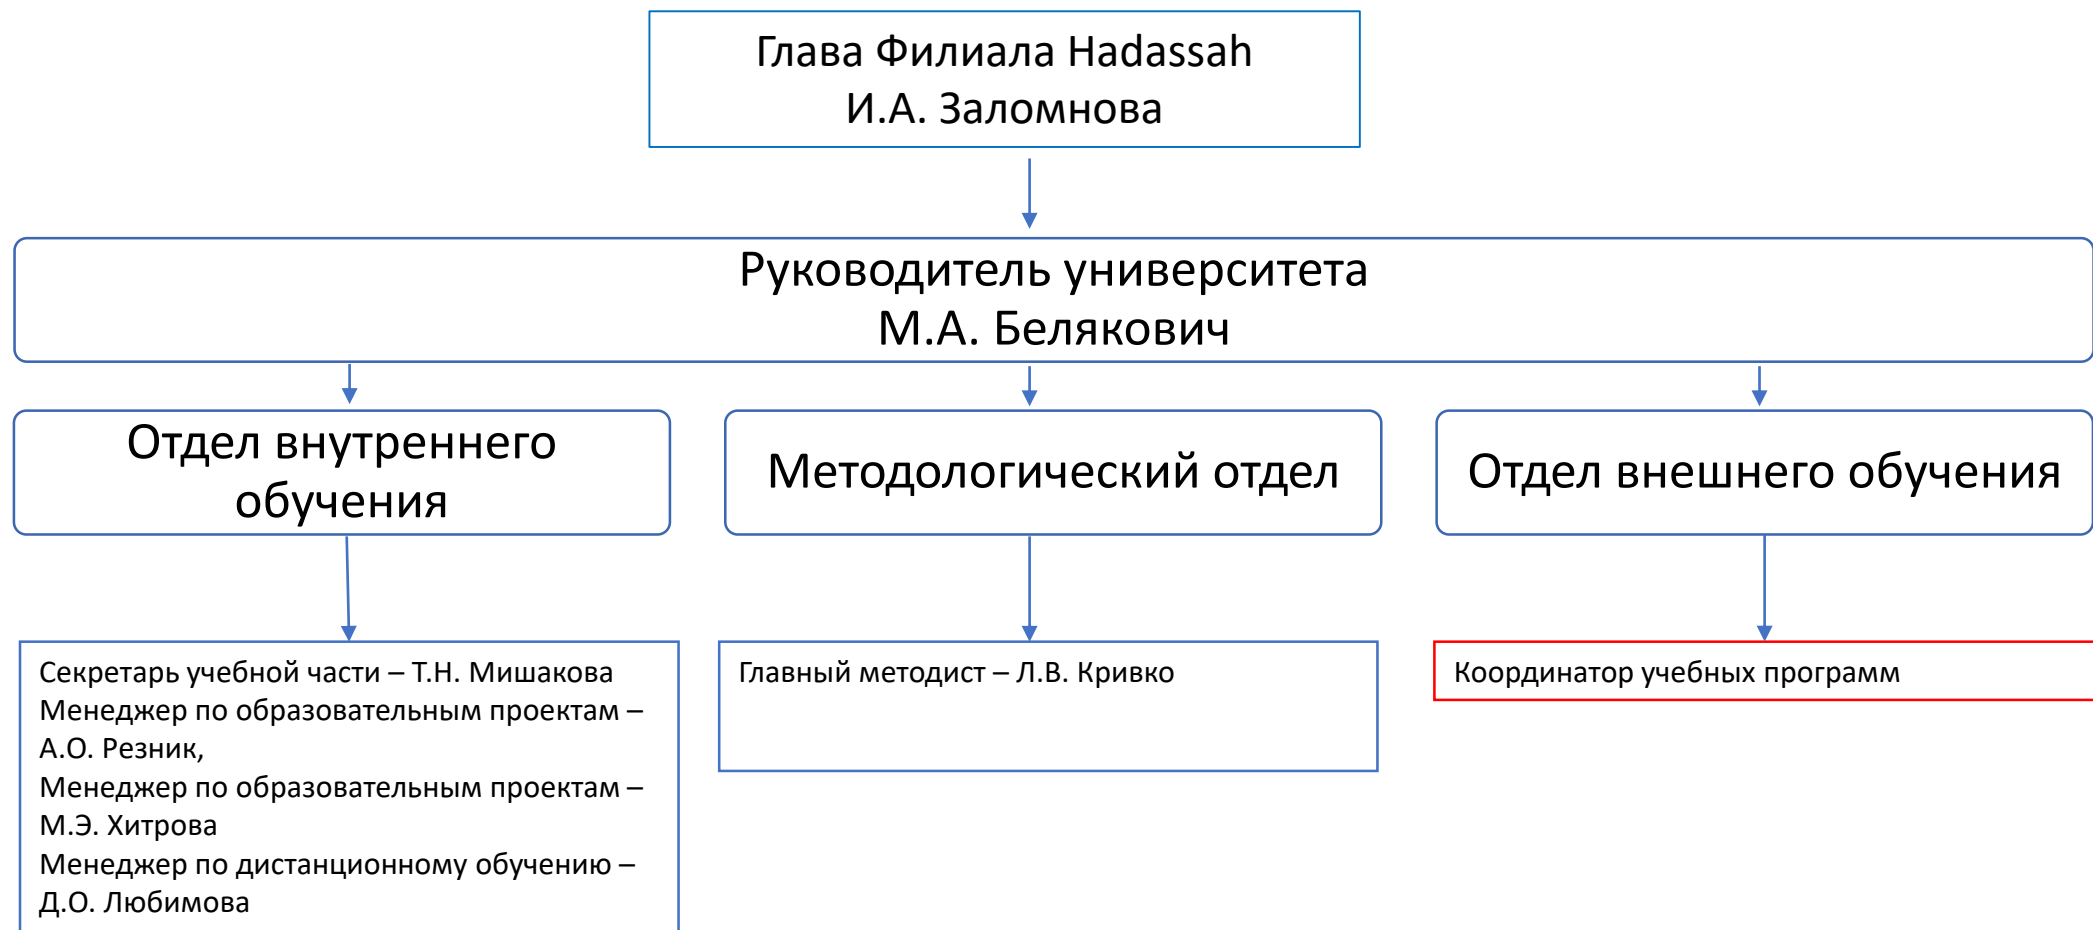 Глава Филиала Hadassah
И.А. Заломнова
Руководитель университета
М.А. Белякович
Отдел внутреннего
обучения
Методологический отдел
Отдел внешнего обучения
Секретарь учебной части – Т.Н. Мишакова
Менеджер по образовательным проектам –
А.О. Резник,
Менеджер по образовательным проектам –
М.Э. Хитрова
Менеджер по дистанционному обучению –
Д.О. Любимова
Главный методист – Л.В. Кривко
Координатор учебных программ